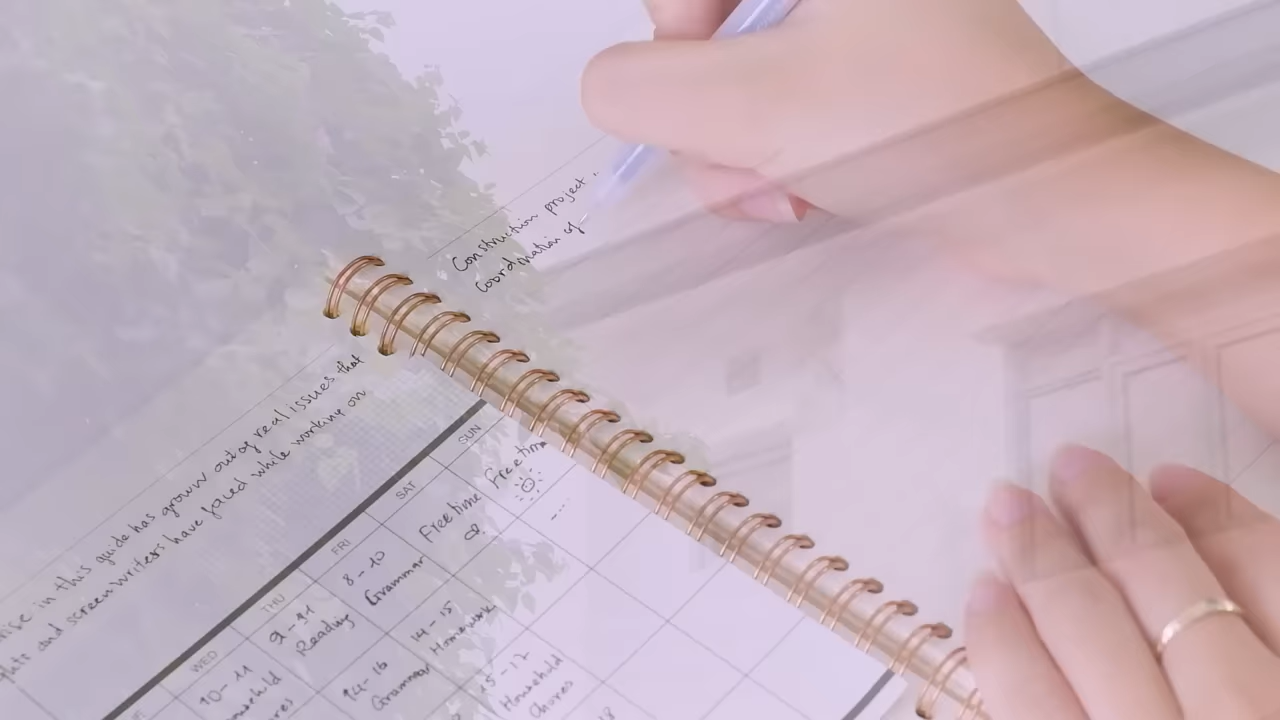 Construction project.
Coordination of
rise in this guide has grown out of real issues that
and screenwriters have faced while working on
SUN
SAT
FRI
THU
WED
Free time
Free time
8 - 10
Grammar
9 - 11
Reading
10 - 11
14 - 15
Homework
14 - 16
Grammar
15 - 17
Household
chores
18